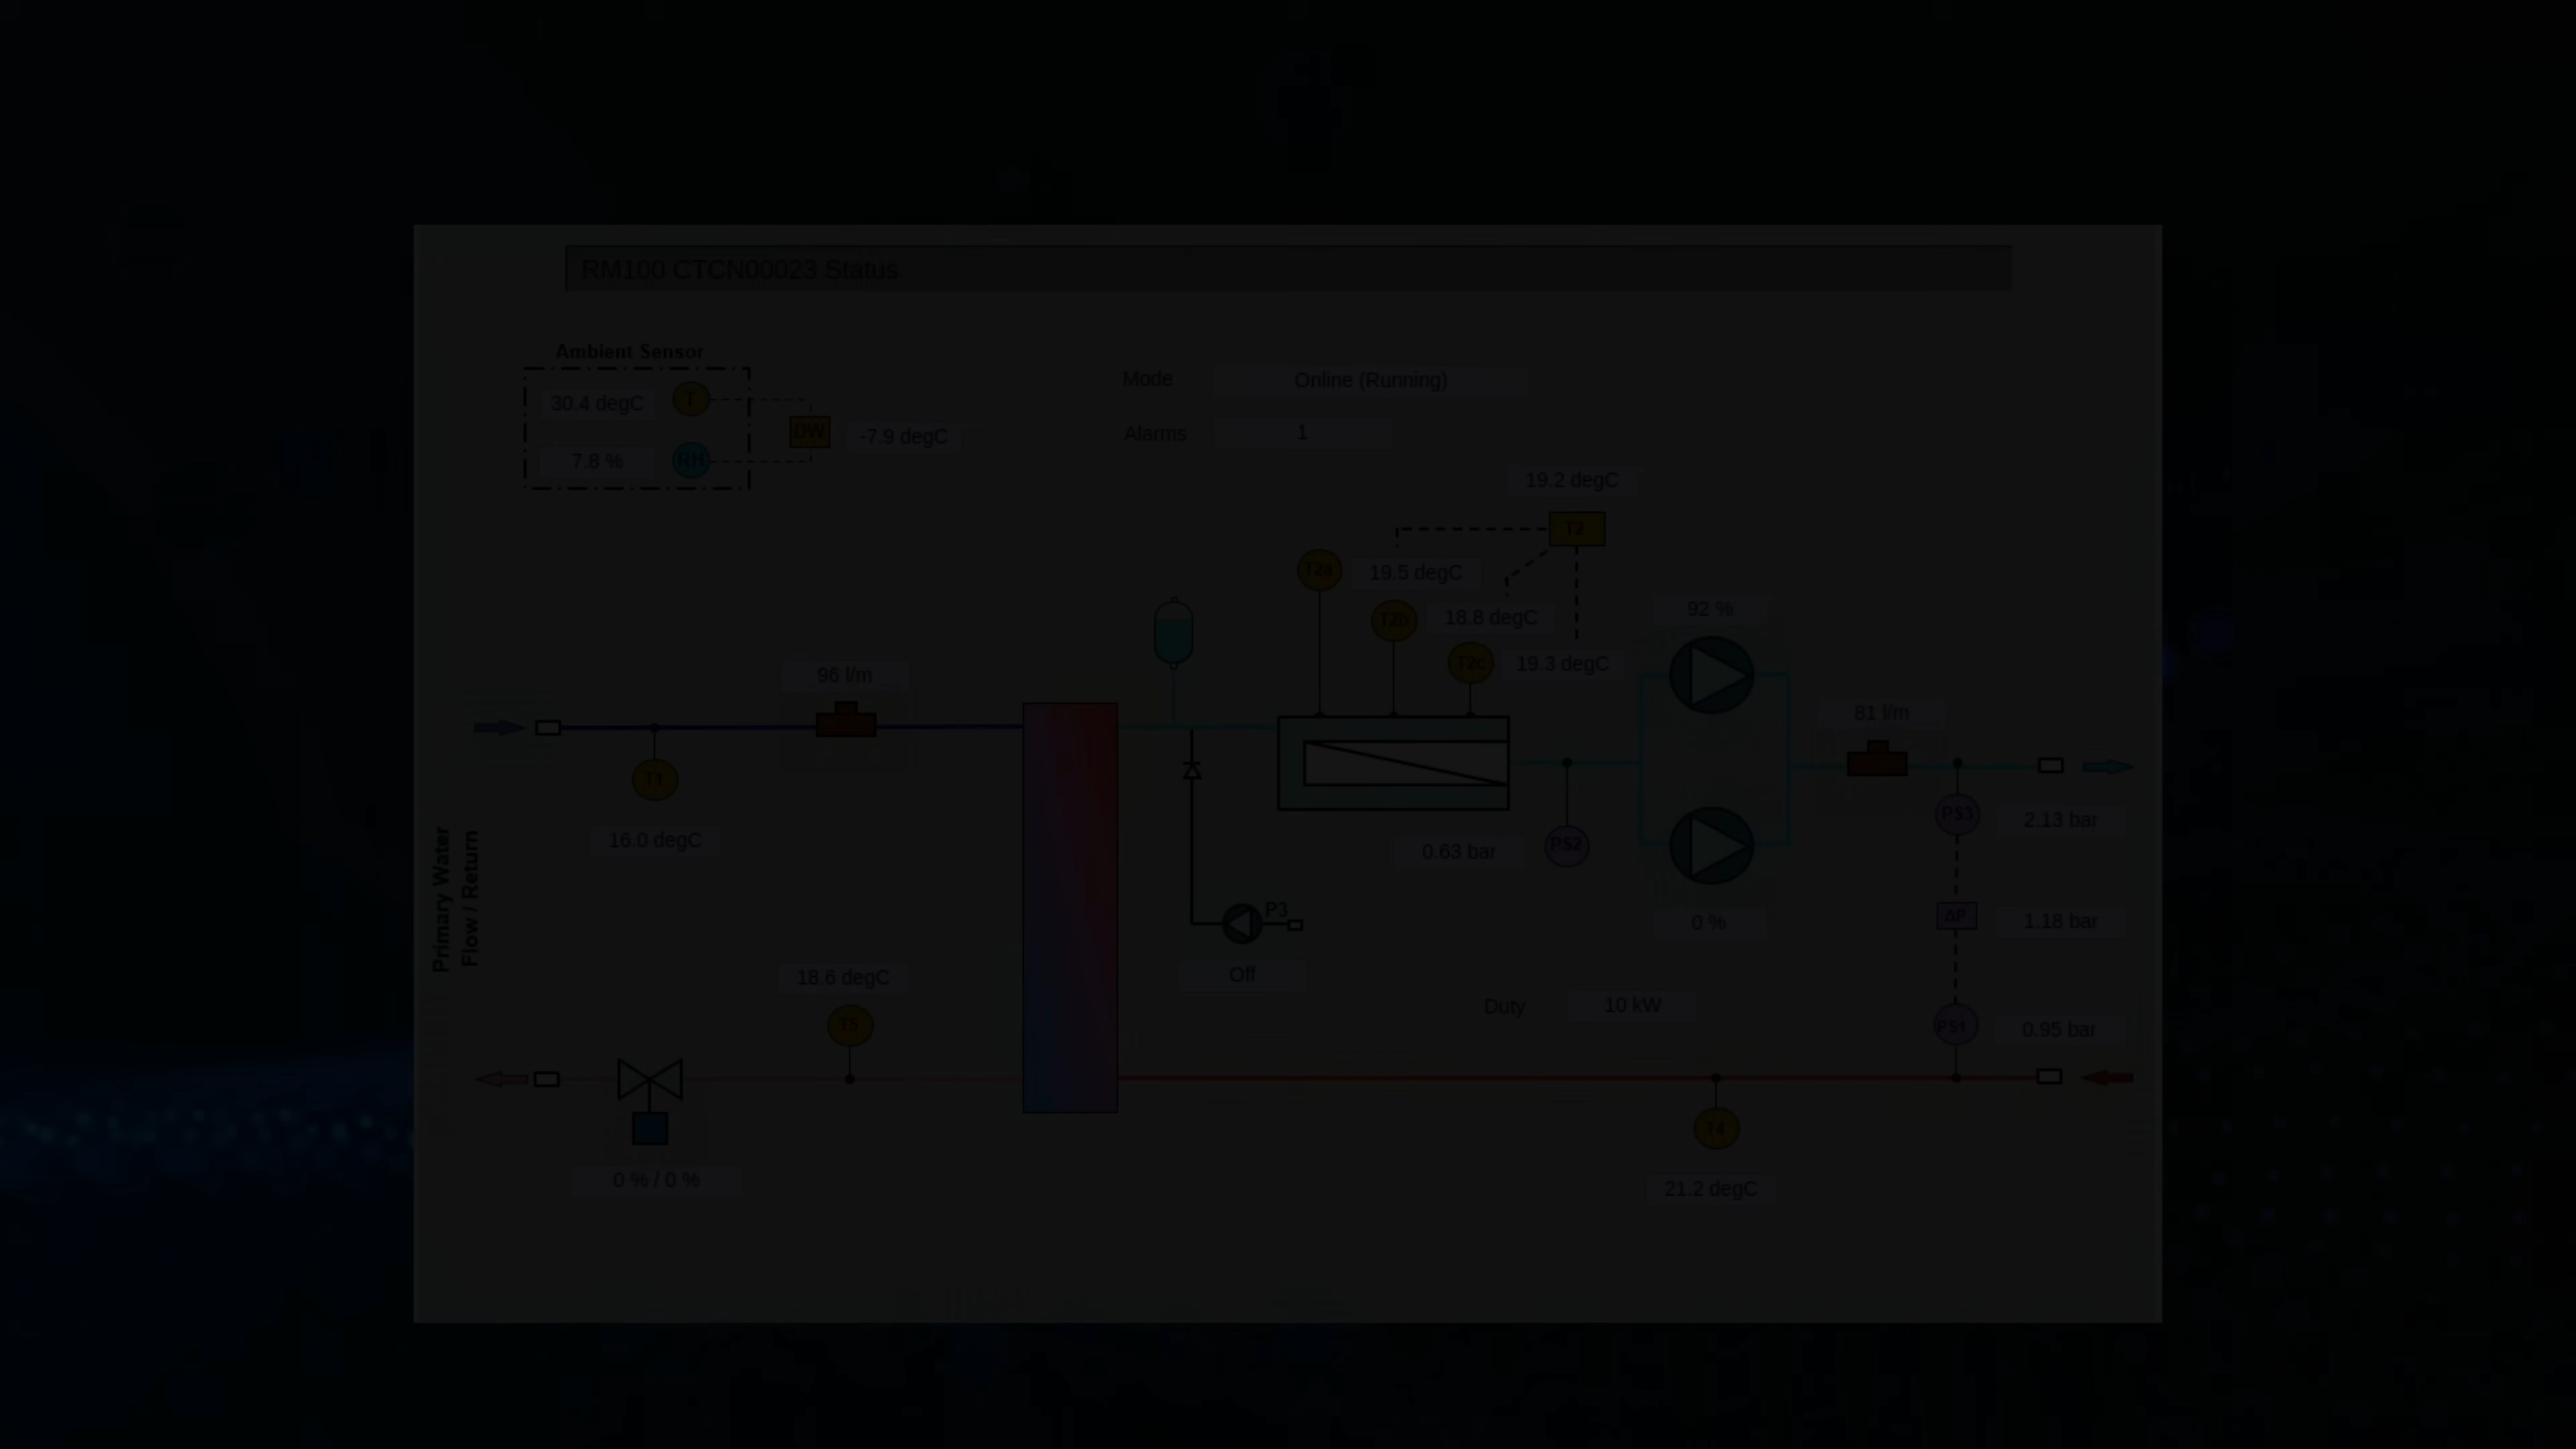 RM100 CTCN00023 Status
Ambient Sensor
30.4 degC
T
DW
-7.9 degC
7.8 %
RH
Mode
Online (Running)
Alarms
1
19.2 degC
T2
T2a
19.5 degC
T2b
18.8 degC
T2c
19.3 degC
92 %
96 l/m
81 l/m
T1
16.0 degC
PS3
2.13 bar
0.63 bar
PS2
Primary Water
Flow / Return
P3
0 %
ΔP
1.18 bar
Off
18.6 degC
Duty
10 kW
T5
PS1
0.95 bar
T4
0 % / 0 %
21.2 degC